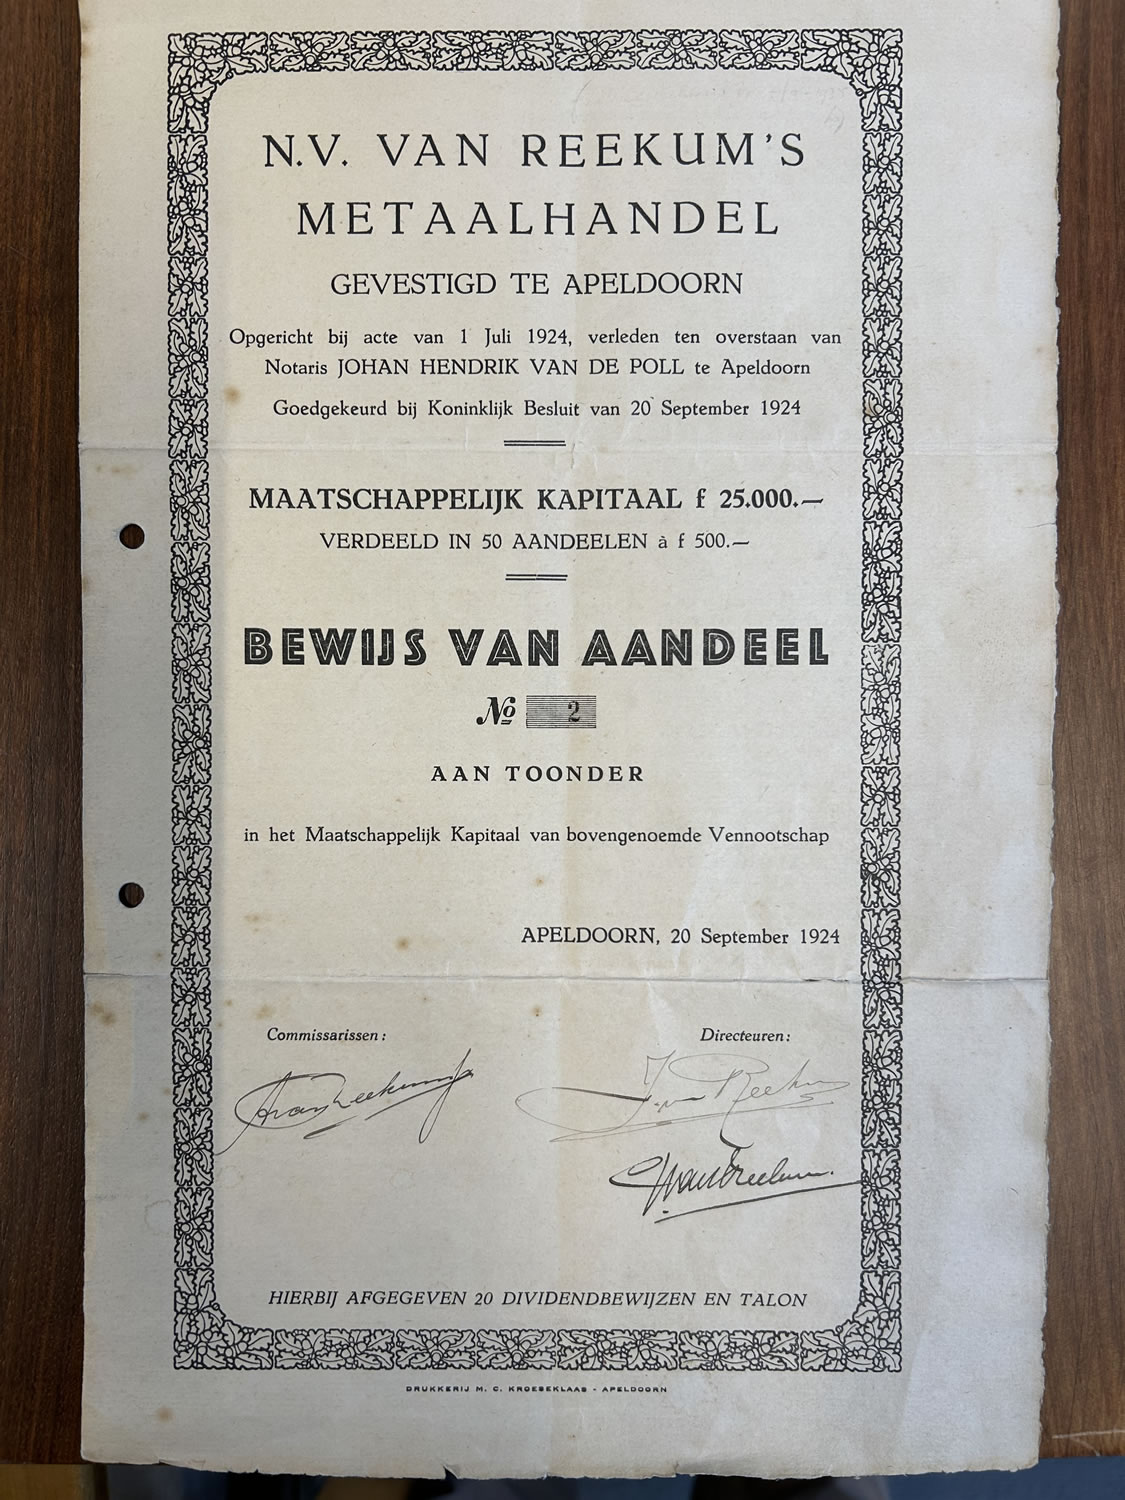 N.V. VAN REEKUM'S
METAALHANDEL
GEVESTIGD TE APELDOORN
Opgericht bij acte van 1 Juli 1924, verleden ten overstaan van
Notaris JOHAN HENDRIK VAN DE POLL te Apeldoorn
Goedgekeurd bij Koninklijk Besluit van 20 September 1924
MAATSCHAPPELIJK KAPITAAL f 25.000.—
VERDEELD IN 50 AANDEELEN à f 500.—
BEWIJS VAN AANDEEL
No 2
AAN TOONDER
in het Maatschappelijk Kapitaal van bovengenoemde Vennootschap
APELDOORN, 20 September 1924
Commissarissen:
Directeuren:
J. van Reekum
HIERBIJ AFGEGEVEN 20 DIVIDENDBEWIJZEN EN TALON
DRUKKERIJ M. C. KROESEKLAAS - APELDOORN